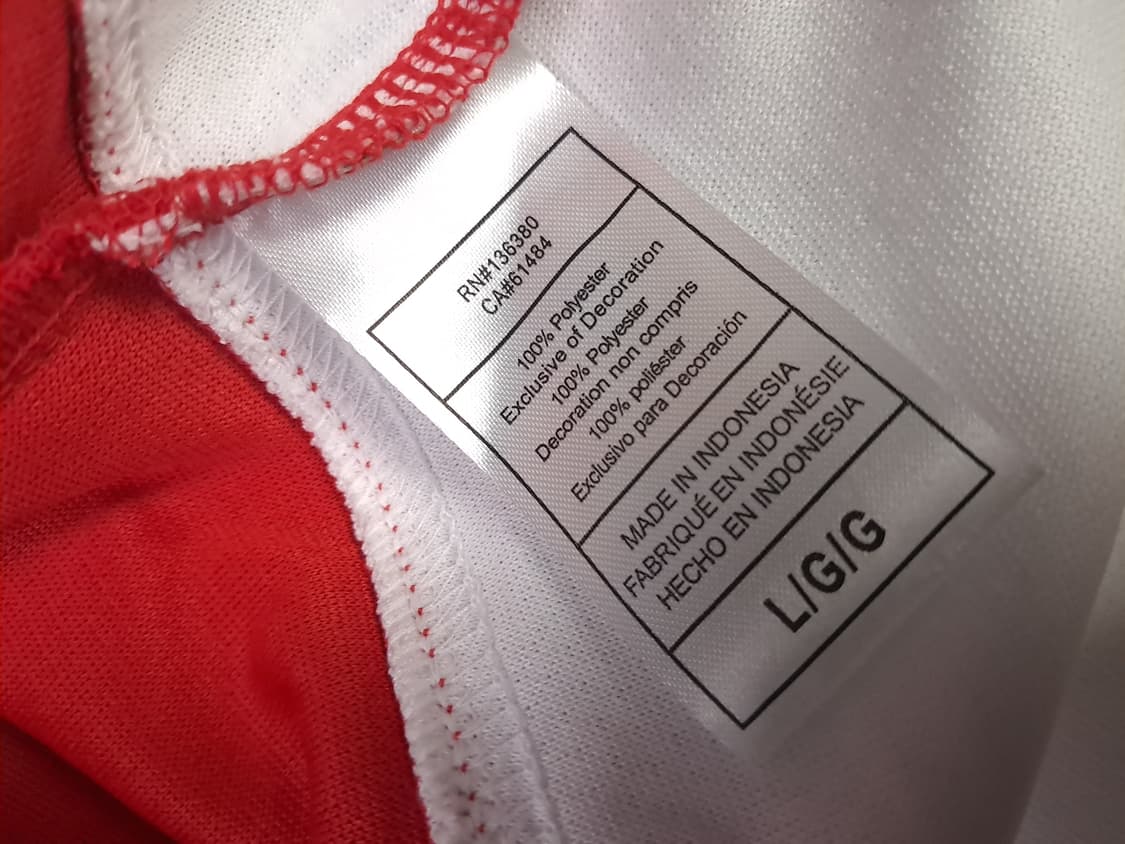 RN#136380
CA#61484
100% Polyester
Exclusive of Decoration
100% Polyester
Decoration non compris
100% poliéster
Exclusivo para Decoración
MADE IN INDONESIA
FABRIQUÉ EN INDONÉSIE
HECHO EN INDONESIA
L/G/G